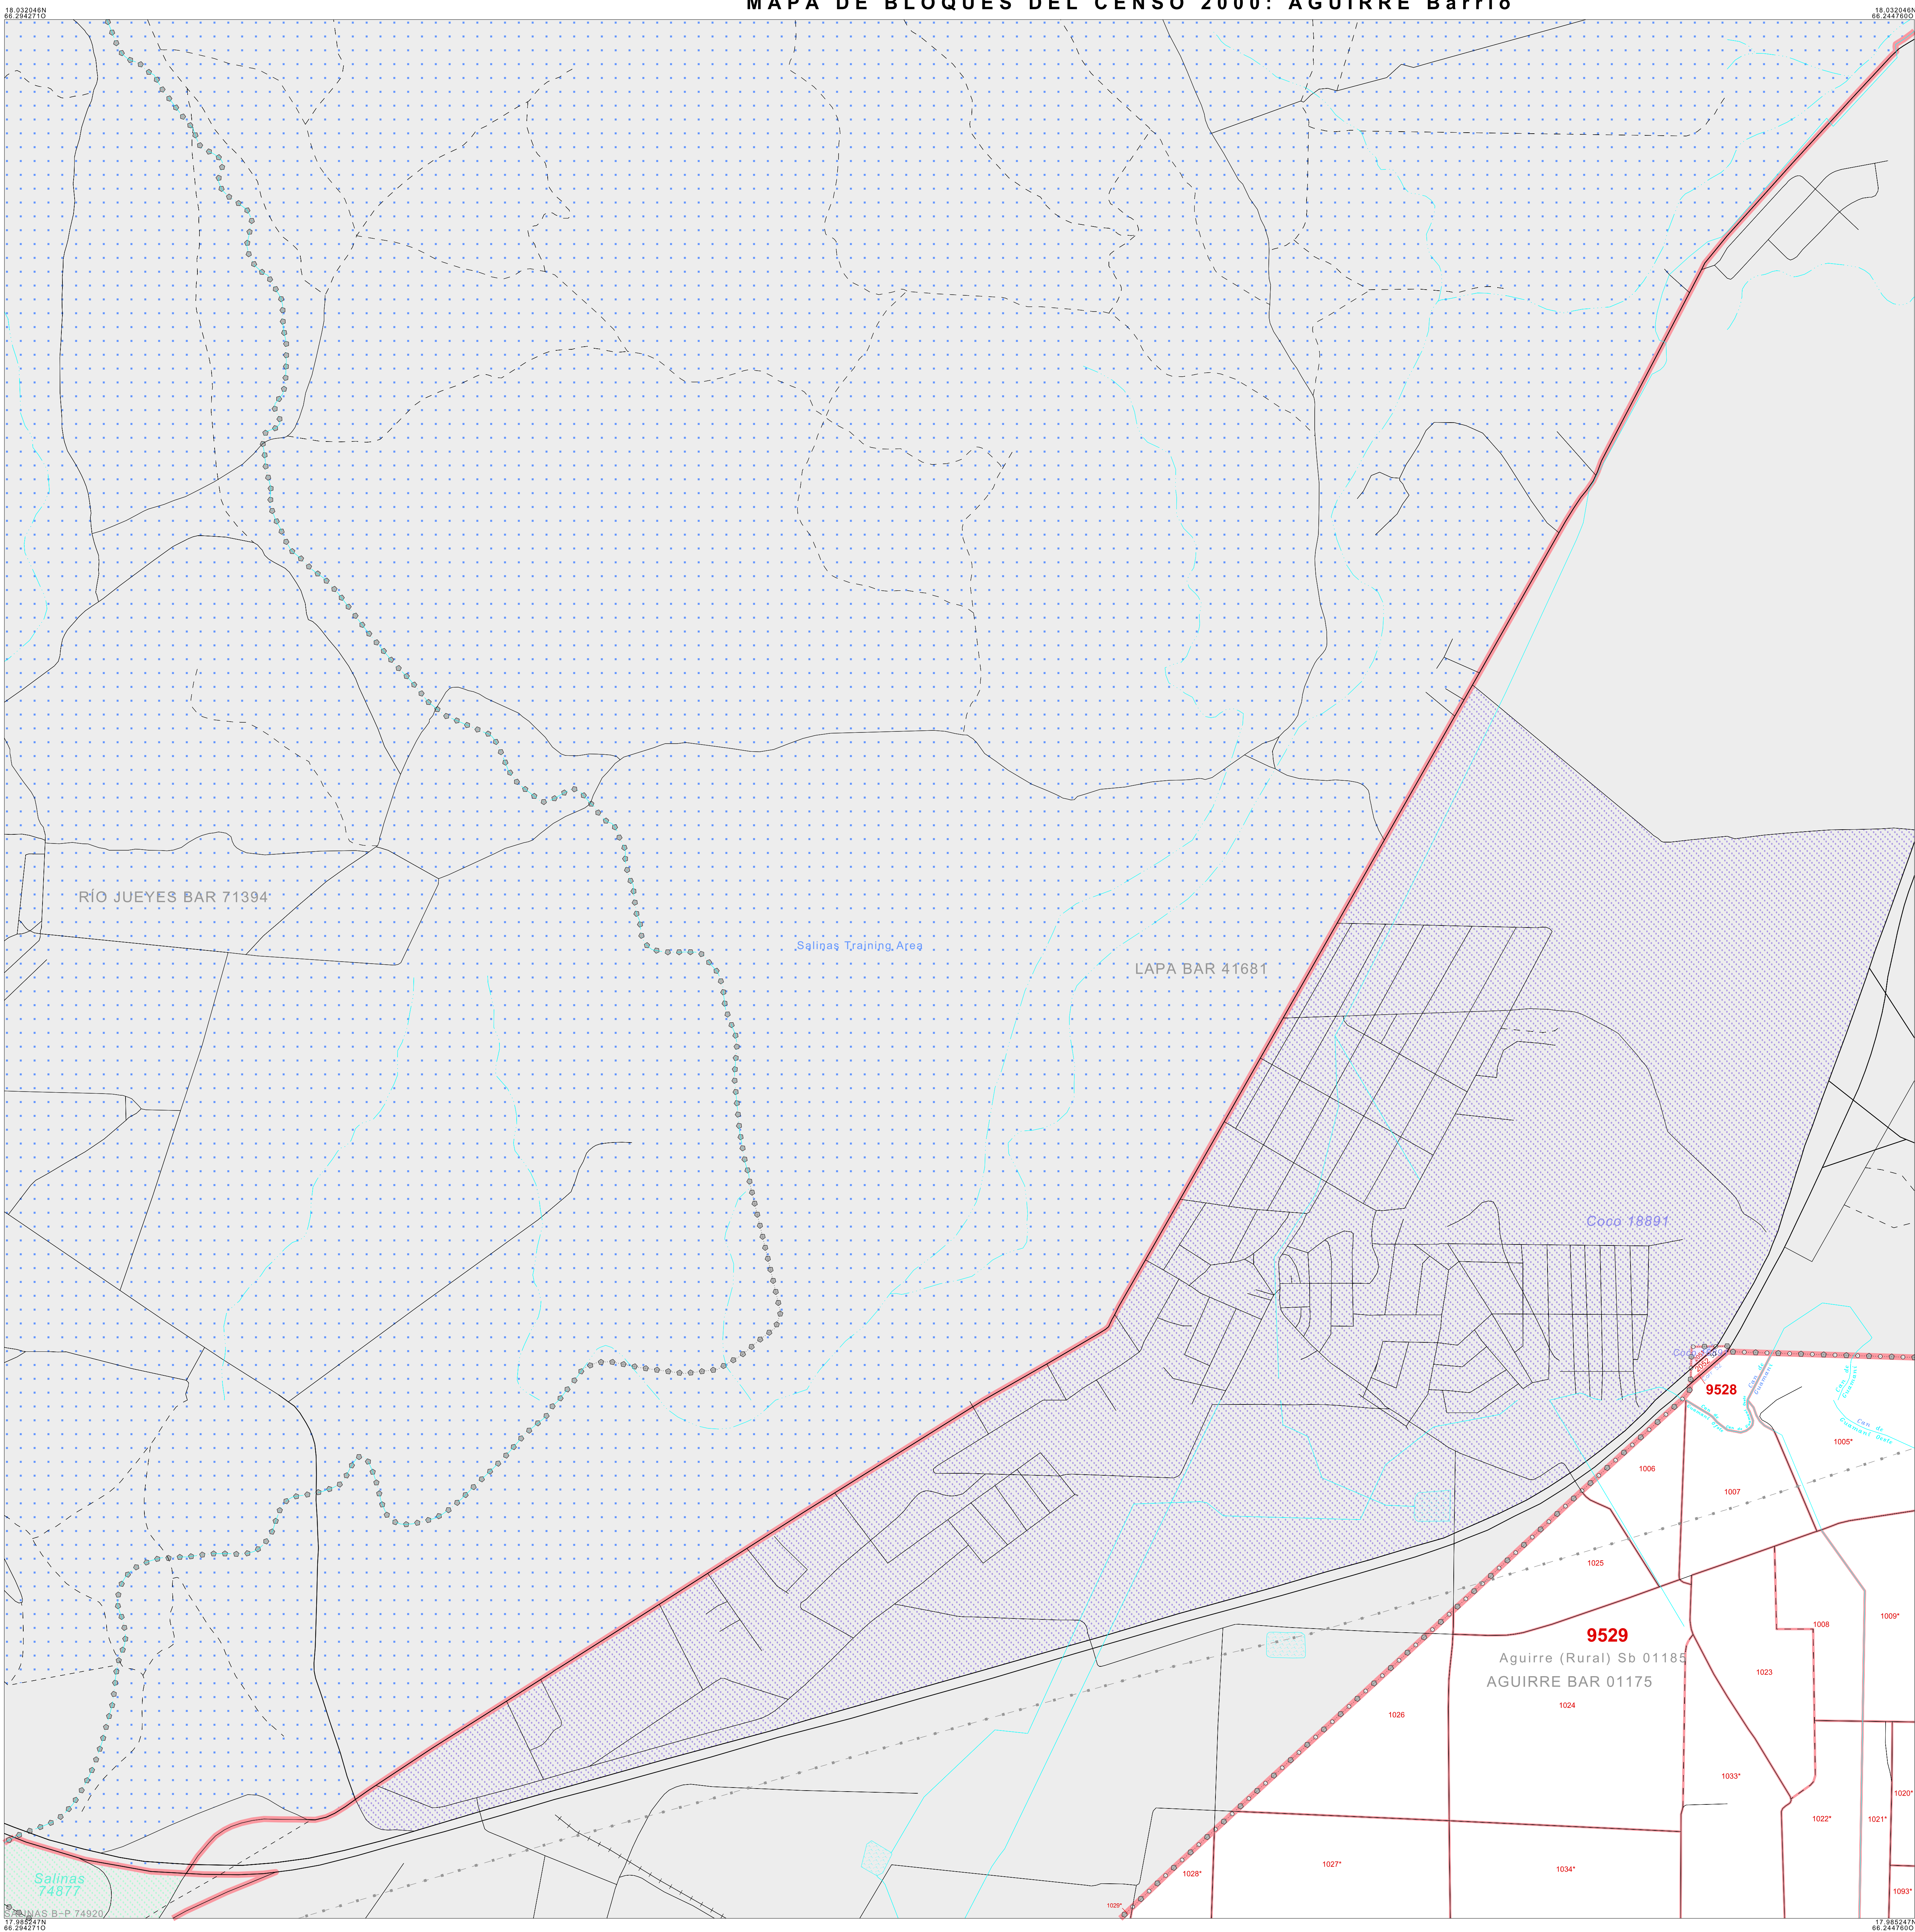 MAPA DE BLOQUES DEL CENSO 2000: AGUIRRE Barrio
18.032046N
66.294271O
18.032046N
66.244760O
RÍO JUEYES BAR 71394
Salinas Training Area
LAPA BAR 41681
Coco 18891
9528
Can de
Guamani
1005*
1006
1007
1025
1008
1009*
9529
Aguirre (Rural) Sb 01185
AGUIRRE BAR 01175
1023
1024
1026
1033*
1020*
1022*
1021*
1027*
1034*
1028*
1093*
1029*
Salinas
74877
SALINAS B-P 74920
17.985247N
66.294271O
17.985247N
66.244760O